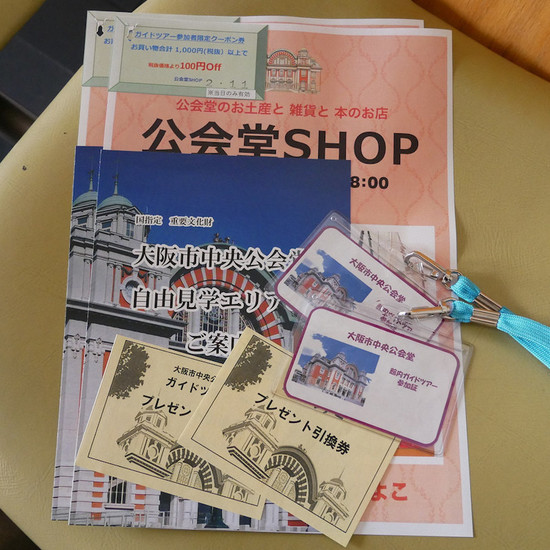 ガイドツアー参加者限定クーポン券
お買い物合計 1,000円(税抜)以上で
税抜価格より100円Off
公会堂SHOP
2.11
※当日のみ有効
公会堂のお土産と 雑貨と 本のお店
公会堂SHOP
8:00
国指定 重要文化財
大阪市中央公会
自由見学エリア
ご案
大阪市中央公会堂
大阪市中央公会堂
館内ガイドツアー
参加証
大阪市中央公
ガイドツ
プレゼン
プレゼント引換券
よこ